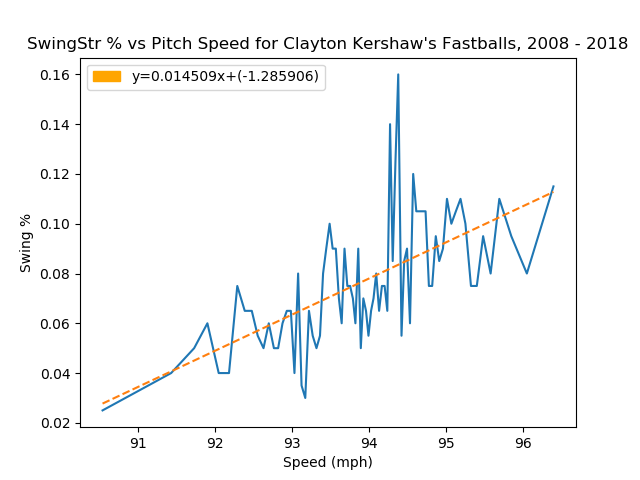 SwingStr % vs Pitch Speed for Clayton Kershaw's Fastballs, 2008 - 2018
y=0.014509x+(-1.285906)
0.16
0.14
0.12
0.10
0.08
0.06
0.04
0.02
Swing %
91 92 93 94 95 96
Speed (mph)